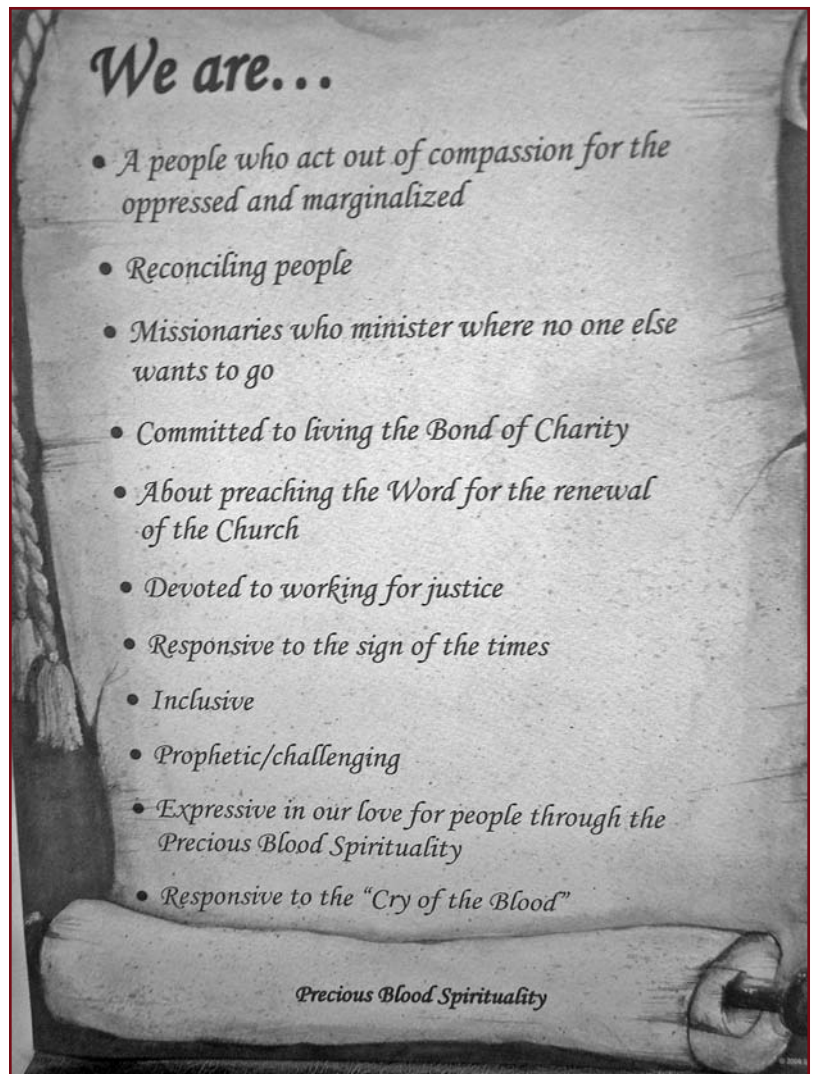 We are...
• A people who act out of compassion for the
oppressed and marginalized
• Reconciling people
• Missionaries who minister where no one else
wants to go
• Committed to living the Bond of Charity
• About preaching the Word for the renewal
of the Church
• Devoted to working for justice
• Responsive to the sign of the times
• Inclusive
• Prophetic/challenging
• Expressive in our love for people through the
Precious Blood Spirituality
• Responsive to the “Cry of the Blood”
Precious Blood Spirituality